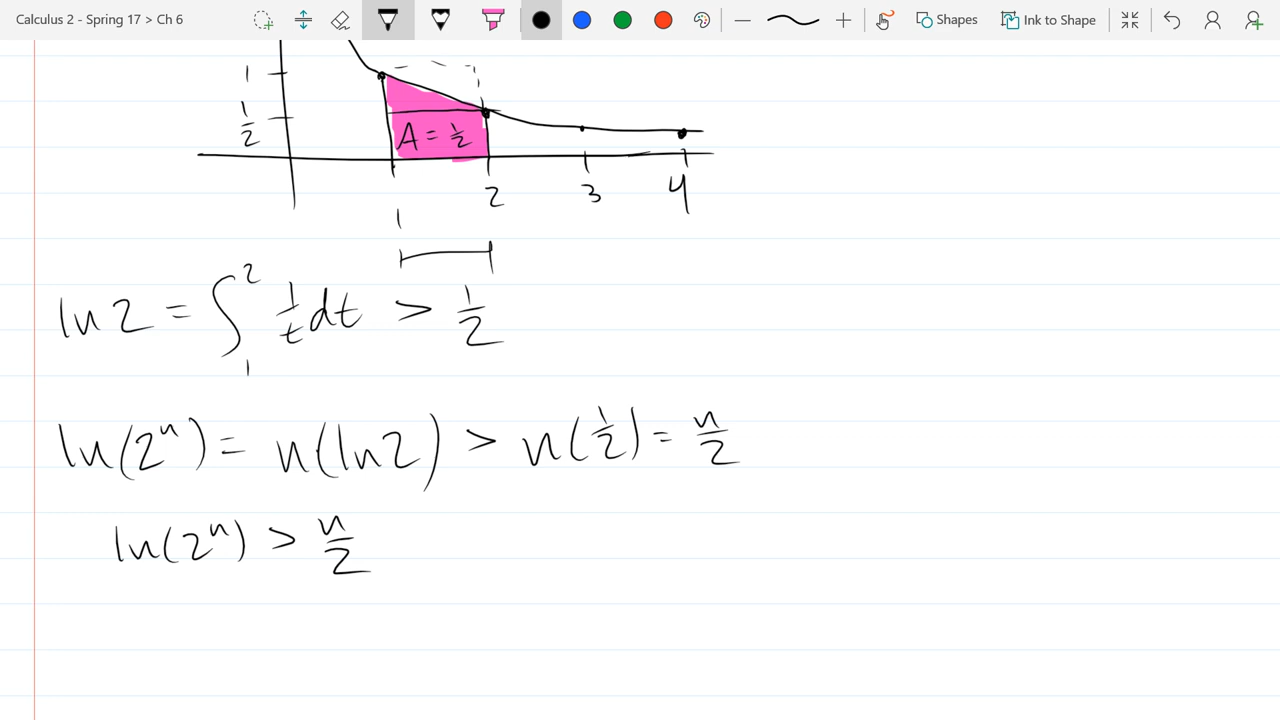 Calculus 2 - Spring 17 > Ch 6
Shapes
Ink to Shape
1
1/2
A = 1/2
1 2 3 4
ln 2 = ∫₁² 1/t dt > 1/2
ln(2ⁿ) = n(ln 2) > n(1/2) = n/2
ln(2ⁿ) > n/2